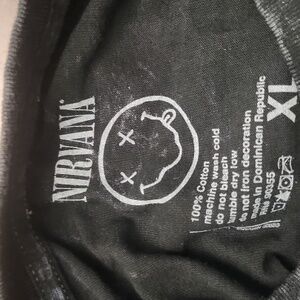 NIRVANA
XL
100% Cotton
machine wash cold
do not bleach
tumble dry low
do not iron decoration
made in Dominican Republic